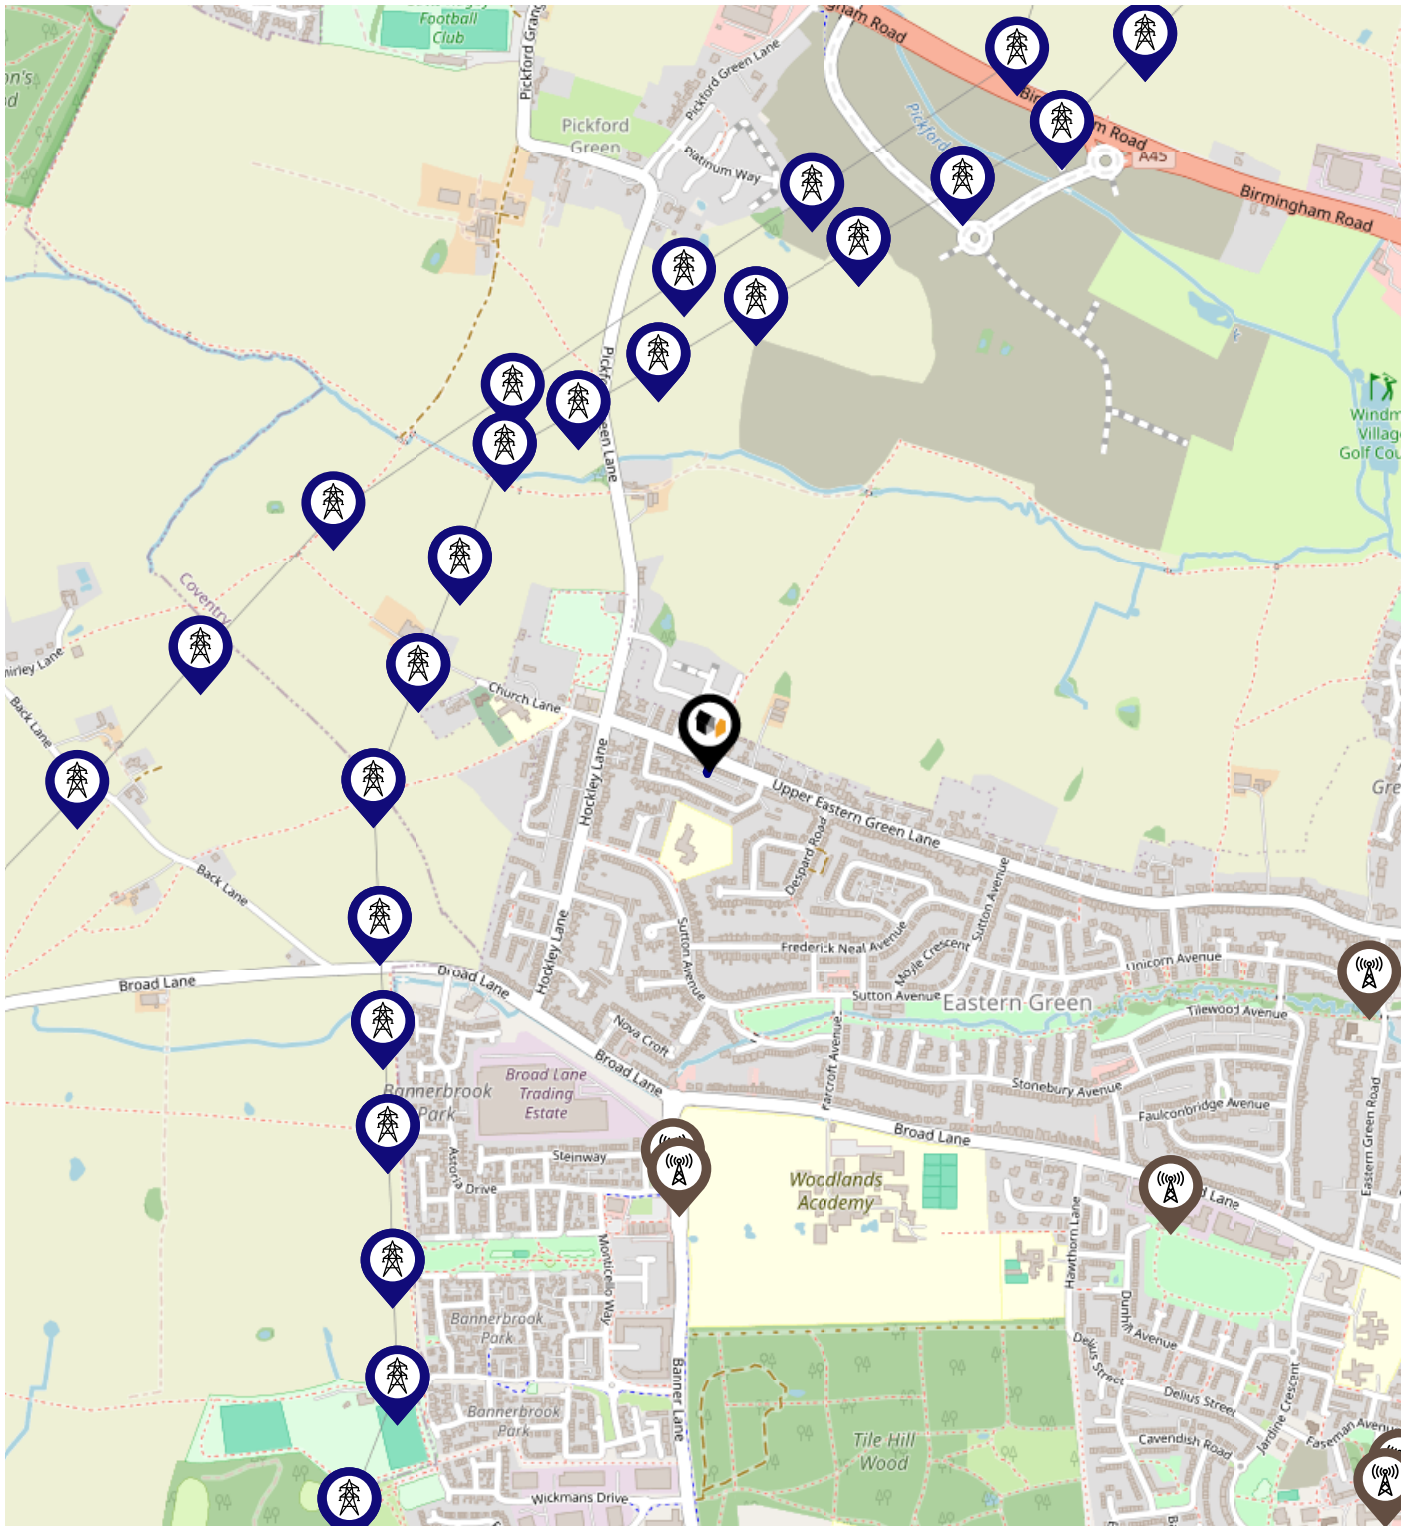 Football
Club
Pickford Green Lane
Birmingham Road
Pickford
Green
Platinum Way
Pickford
A45
Birmingham Road
Golf
Coventry
Church Lane
Back Lane
Hockley Lane
Upper Eastern Green Lane
Despard Road
Back Lane
Sutton Avenue
Sutton Avenue
Frederick Neal Avenue
Moyle Crescent
Unicorn Avenue
Hockley Lane
Broad Lane
Broad Lane
Sutton Avenue
Eastern Green
Tilewood Avenue
Nova Croft
Broad Lane
Farcroft Avenue
Stonebury Avenue
Bannerbrook
Park
Broad Lane
Trading
Estate
Faulconbridge Avenue
Eastern Green Road
Broad Lane
Steinway
Astoria Drive
Woodlands
Academy
Hawthorn Lane
Monticello Way
Bannerbrook
Park
Banner Lane
Delius Street
Delius Street
Jardine Crescent
Bannerbrook
Park
Tile Hill
Wood
Cavendish Road
Wickmans Drive